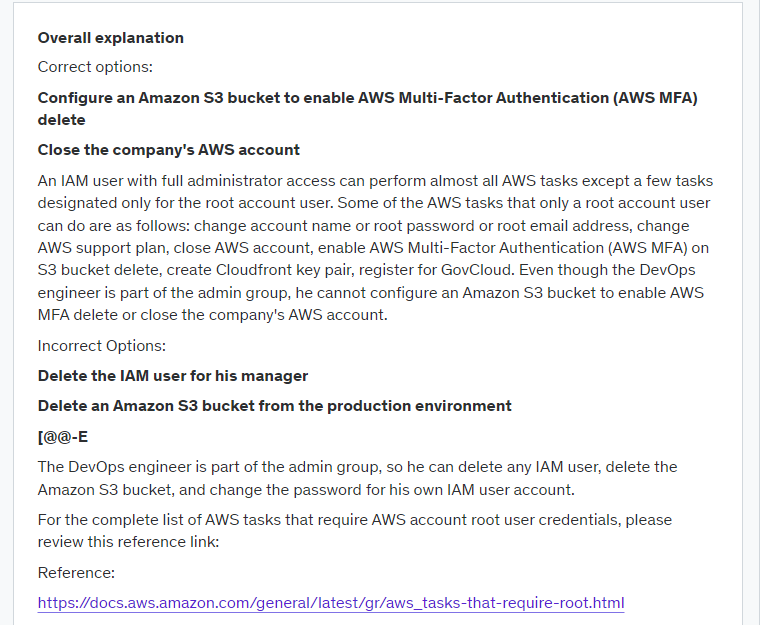 Overall explanation
Correct options:
Configure an Amazon S3 bucket to enable AWS Multi-Factor Authentication (AWS MFA)
delete
Close the company's AWS account
An IAM user with full administrator access can perform almost all AWS tasks except a few tasks
designated only for the root account user. Some of the AWS tasks that only a root account user
can do are as follows: change account name or root password or root email address, change
AWS support plan, close AWS account, enable AWS Multi-Factor Authentication (AWS MFA) on
S3 bucket delete, create Cloudfront key pair, register for GovCloud. Even though the DevOps
engineer is part of the admin group, he cannot configure an Amazon S3 bucket to enable AWS
MFA delete or close the company's AWS account.
Incorrect Options:
Delete the IAM user for his manager
Delete an Amazon S3 bucket from the production environment
[@@-E
The DevOps engineer is part of the admin group, so he can delete any IAM user, delete the
Amazon S3 bucket, and change the password for his own IAM user account.
For the complete list of AWS tasks that require AWS account root user credentials, please
review this reference link:
Reference:
https://docs.aws.amazon.com/general/latest/gr/aws_tasks-that-require-root.html